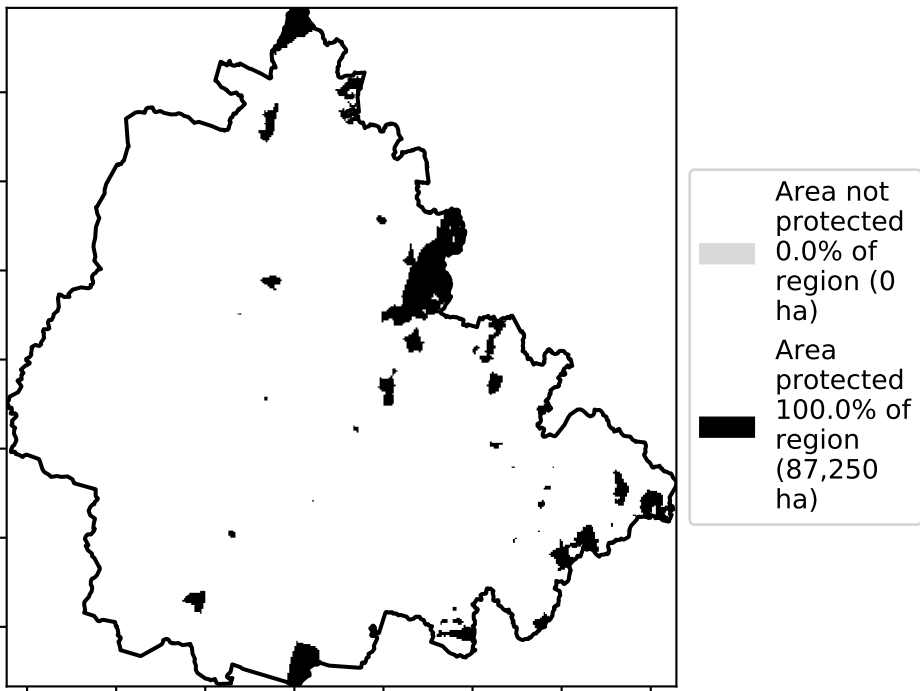 Area not
protected
0.0% of
region (0
ha)
Area
protected
100.0% of
region
(87,250
ha)